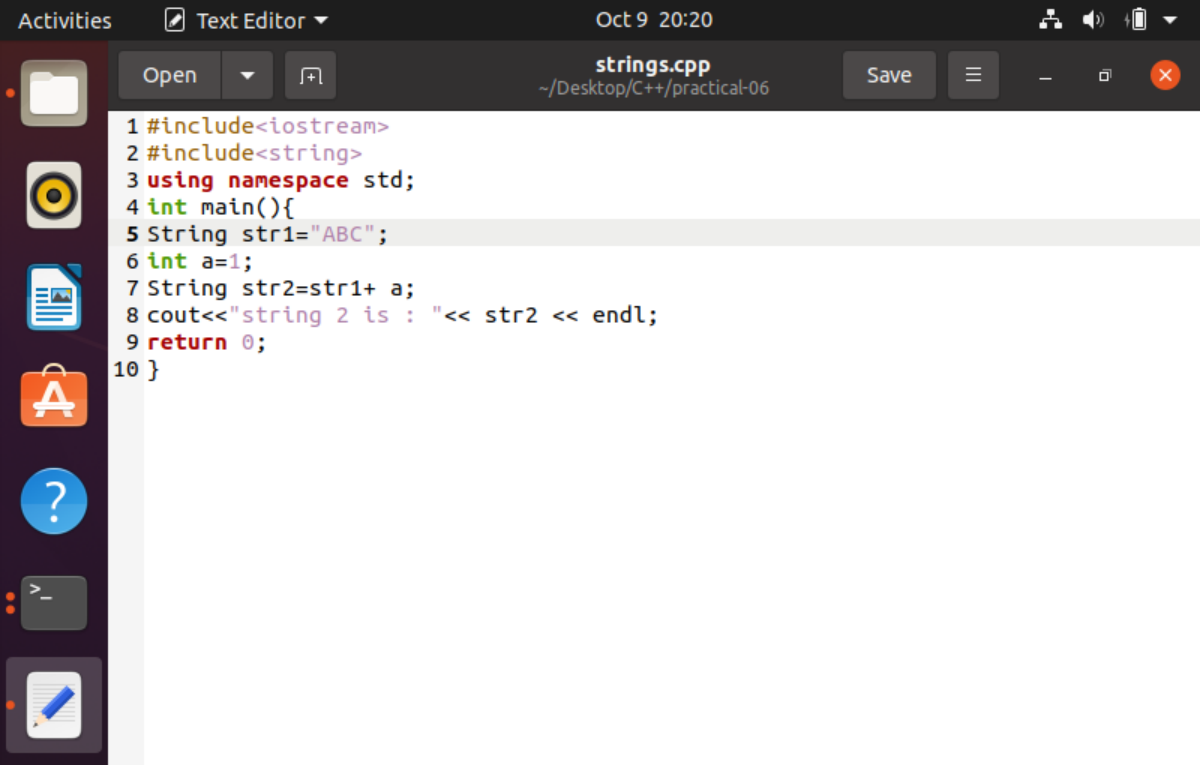 Activities Text Editor Oct 9 20:20
Open strings.cpp Save
~/Desktop/C++/practical-06
1 #include<iostream>
2 #include<string>
3 using namespace std;
4 int main(){
5 String str1="ABC";
6 int a=1;
7 String str2=str1+ a;
8 cout<<"string 2 is : "<< str2 << endl;
9 return 0;
10 }
A
?
>_